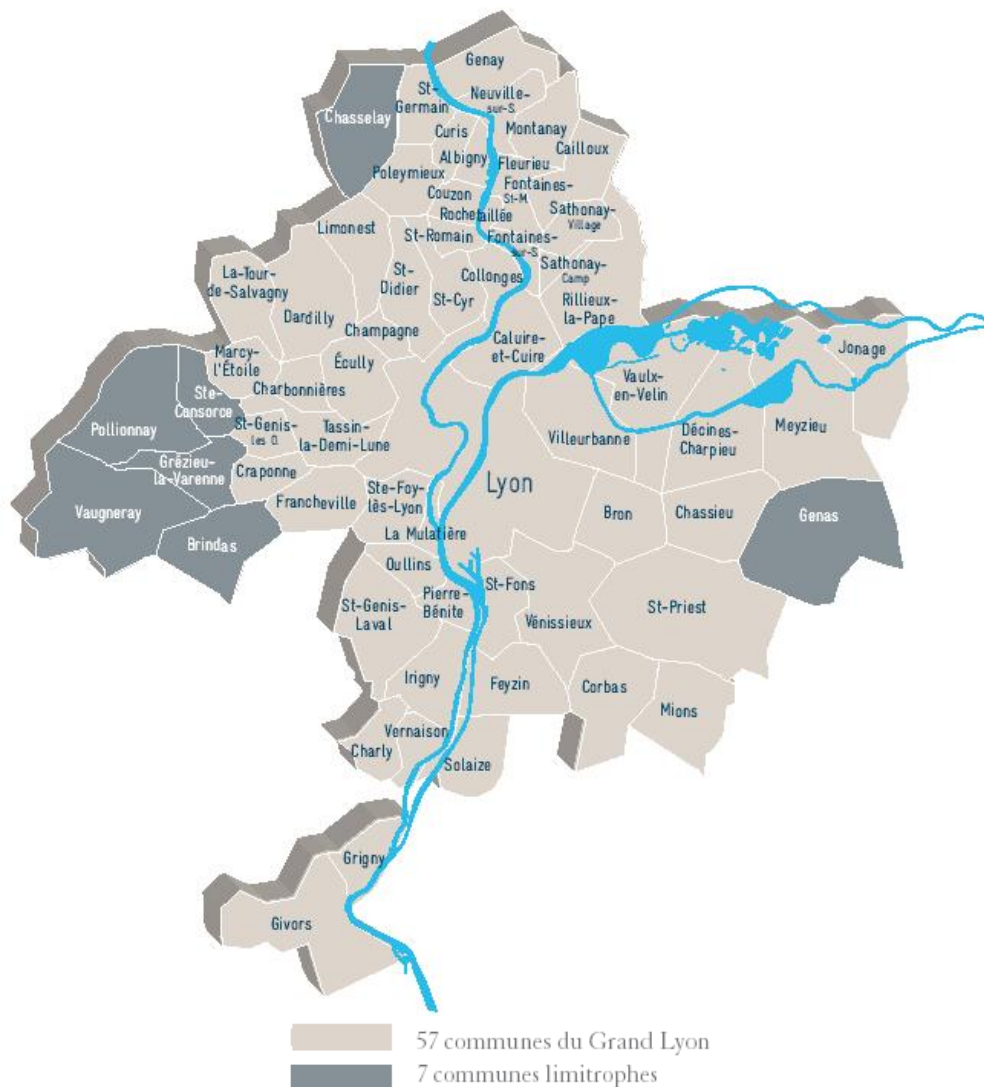 Genay
St-
Germain
Neuville-
sur-S.
Chasselay
Curis
Montanay
Cailloux
Albigny
Fleurieu
Poleymieux
Couzon
Fontaines-
St-M.
Rochetaillée
Sathonay-
Village
Limonest
St-Romain
Fontaines-
sur-S.
La-Tour-
de-Salvagny
St-
Didier
Collonges
Sathonay-
Camp
St-Cyr
Rillieux-
la-Pape
Dardilly
Champagne
Caluire-
et-Cuire
Jonage
Marcy-
l'Étoile
Écully
Charbonnières
Vaulx-
en-Velin
Ste-
Consorce
Pollionnay
St-Genis-
les O.
Tassin-
la-Demi-Lune
Villeurbanne
Décines-
Charpieu
Meyzieu
Grézieu-
la-Varenne
Craponne
Francheville
Ste-Foy-
lès-Lyon
Lyon
Vaugneray
Bron
Chassieu
Genas
Brindas
La Mulatière
Oullins
St-Fons
Pierre-
Bénite
St-Genis-
Laval
Vénissieux
St-Priest
Irigny
Feyzin
Corbas
Mions
Vernaison
Charly
Solaize
Grigny
Givors
57 communes du Grand Lyon
7 communes limitrophes